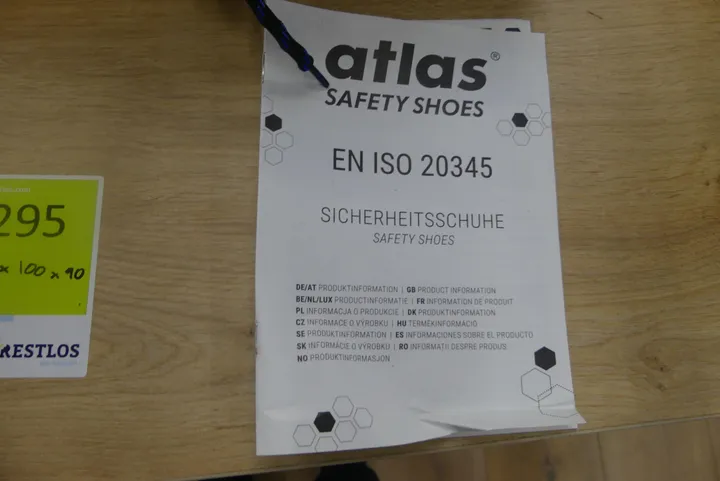 atlas®
SAFETY SHOES
EN ISO 20345
SICHERHEITSSCHUHE
SAFETY SHOES
DE/AT PRODUKTINFORMATION | GB PRODUCT INFORMATION
BE/NL/LUX PRODUCTINFORMATIE | FR INFORMATION DE PRODUIT
PL INFORMACJA O PRODUKCIE | DK PRODUKTINFORMATION
CZ INFORMACE O VÝROBKU | HU TERMÉKINFORMÁCIÓ
SE PRODUKTINFORMATION | ES INFORMACIONES SOBRE EL PRODUCTO
SK INFORMÁCIE O VÝROBKU | RO INFORMATII DESPRE PRODUS
NO PRODUKTINFORMASJON
295
x 100 x 90
RESTLOS